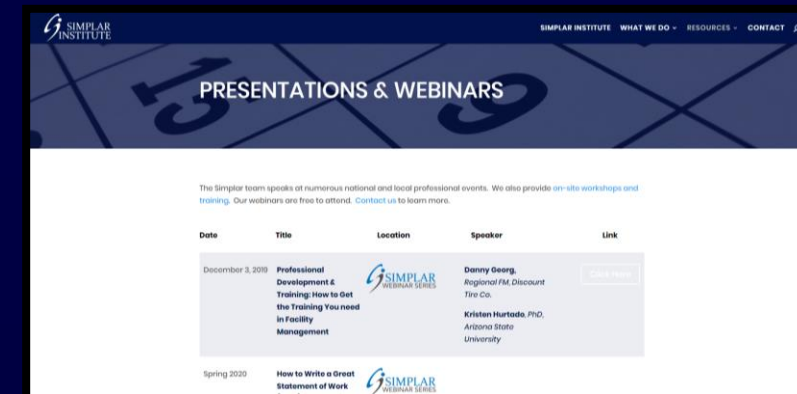 SIMPLAR
INSTITUTE
SIMPLAR INSTITUTE WHAT WE DO RESOURCES CONTACT
PRESENTATIONS & WEBINARS
The Simplar team speaks at numerous national and local professional events. We also provide on-site workshops and
training. Our webinars are free to attend. Contact us to learn more.
Date Title Location Speaker Link
December 3, 2019 Professional
Development &
Training: How to Get
the Training You need
in Facility
Management
SIMPLAR
WEBINAR SERIES
Danny Georg,
Regional FM, Discount
Tire Co.
Kristen Hurtado, PhD,
Arizona State
University
Click Here
Spring 2020 How to Write a Great
Statement of Work
SIMPLAR
WEBINAR SERIES